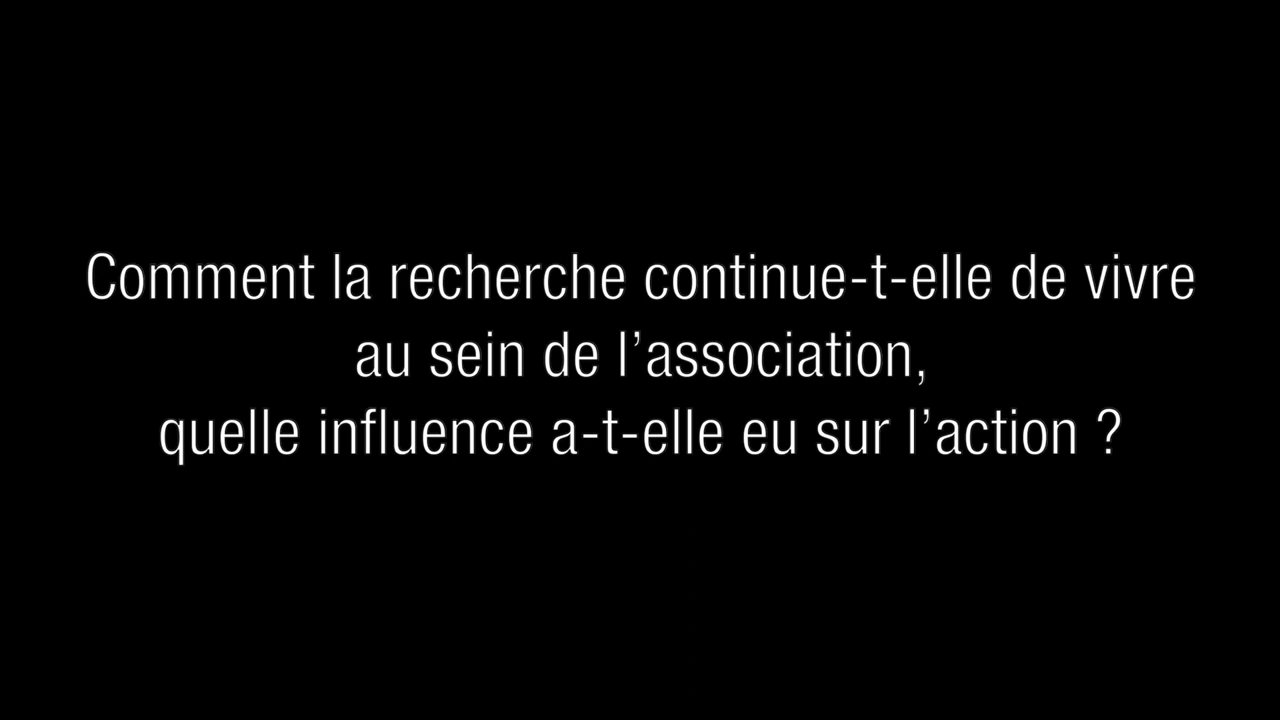 Comment la recherche continue-t-elle de vivre
au sein de l’association,
quelle influence a-t-elle eu sur l’action ?